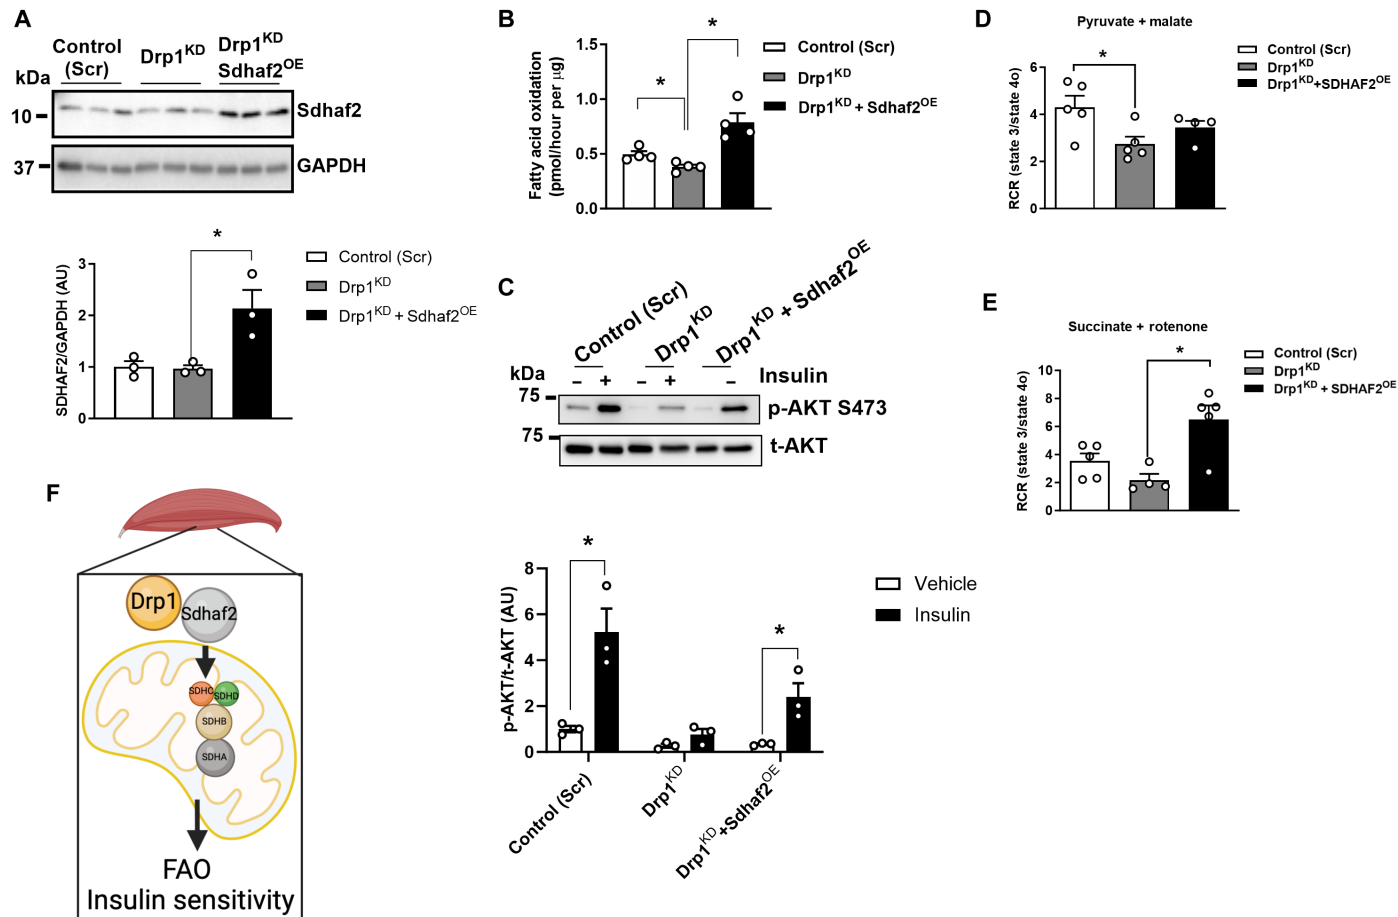 A
Control
(Scr)
Drp1KD
Drp1KD
Sdhaf2OE
kDa
10
Sdhaf2
37
GAPDH
SDHAF2/GAPDH (AU)
3
2
1
0
*
Control (Scr)
Drp1KD
Drp1KD + Sdhaf2OE
B
Fatty acid oxidation
(pmol/hour per µg)
1.5
1.0
0.5
0.0
*
*
Control (Scr)
Drp1KD
Drp1KD + Sdhaf2OE
C
Control (Scr)
Drp1KD
Drp1KD + Sdhaf2OE
kDa
– + – + –
Insulin
75
p-AKT S473
75
t-AKT
p-AKT/t-AKT (AU)
8
6
4
2
0
*
*
Vehicle
Insulin
Control (Scr)
Drp1KD
Drp1KD+Sdhaf2OE
D
Pyruvate + malate
RCR (state 3/state 4o)
6
4
2
0
*
Control (Scr)
Drp1KD
Drp1KD+SDHAF2OE
E
Succinate + rotenone
RCR (state 3/state 4o)
10
8
6
4
2
0
*
Control (Scr)
Drp1KD
Drp1KD + SDHAF2OE
F
Drp1
Sdhaf2
SDHC
SDHD
SDHB
SDHA
FAO
Insulin sensitivity